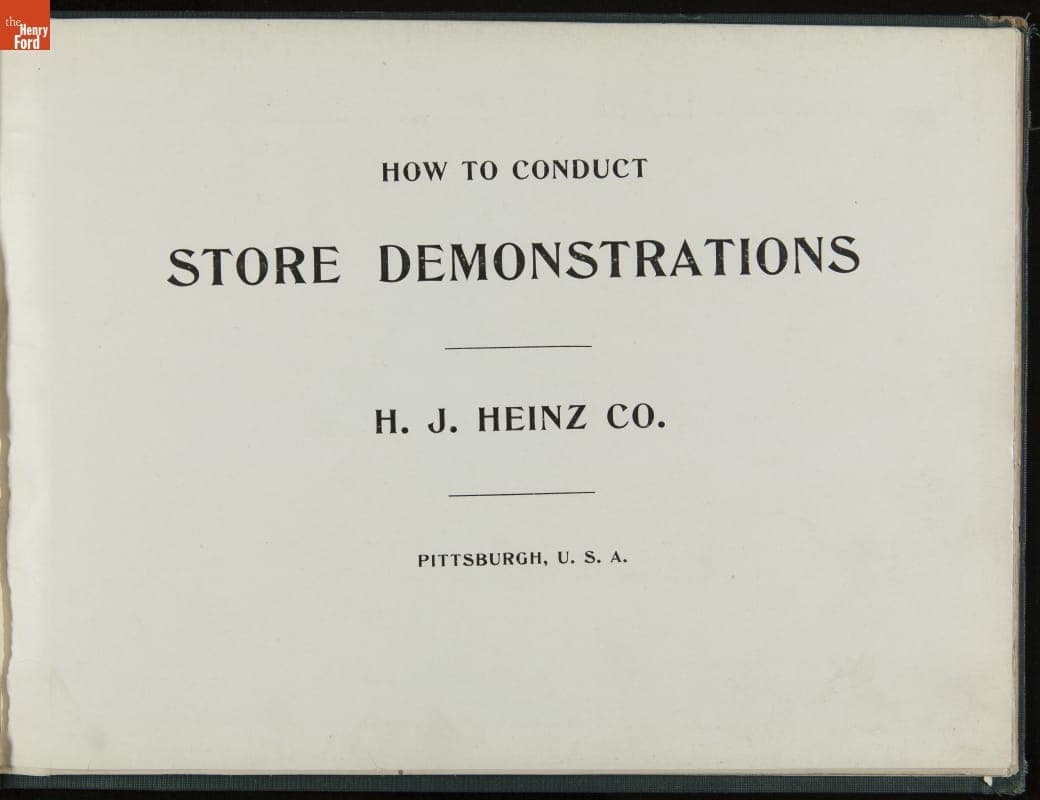 the
Henry
Ford
HOW TO CONDUCT
STORE DEMONSTRATIONS
H. J. HEINZ CO.
PITTSBURGH, U. S. A.